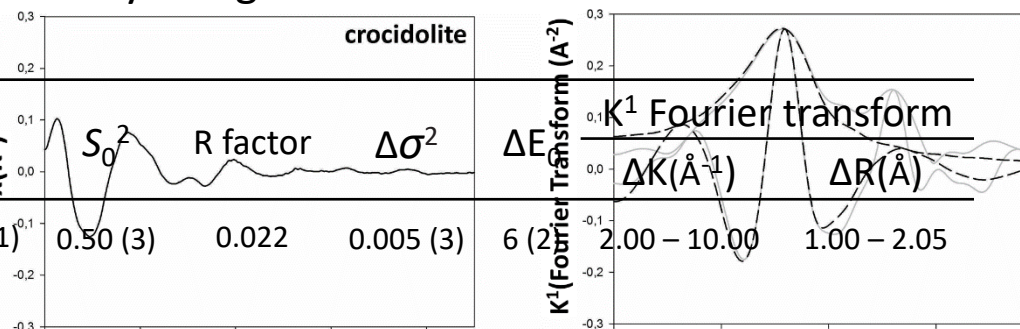 crocidolite
0,3
0,2
0,1
0,0
-0,1
-0,2
-0,3
S₀² R factor Δσ² ΔE₀
0.50 (3) 0.022 0.005 (3) 6 (2)
K¹(Fourier Transform (A⁻²)
0,3
0,2
0,1
0,0
-0,1
-0,2
-0,3
K¹ Fourier transform
ΔK(Å⁻¹) ΔR(Å)
2.00 – 10.00 1.00 – 2.05